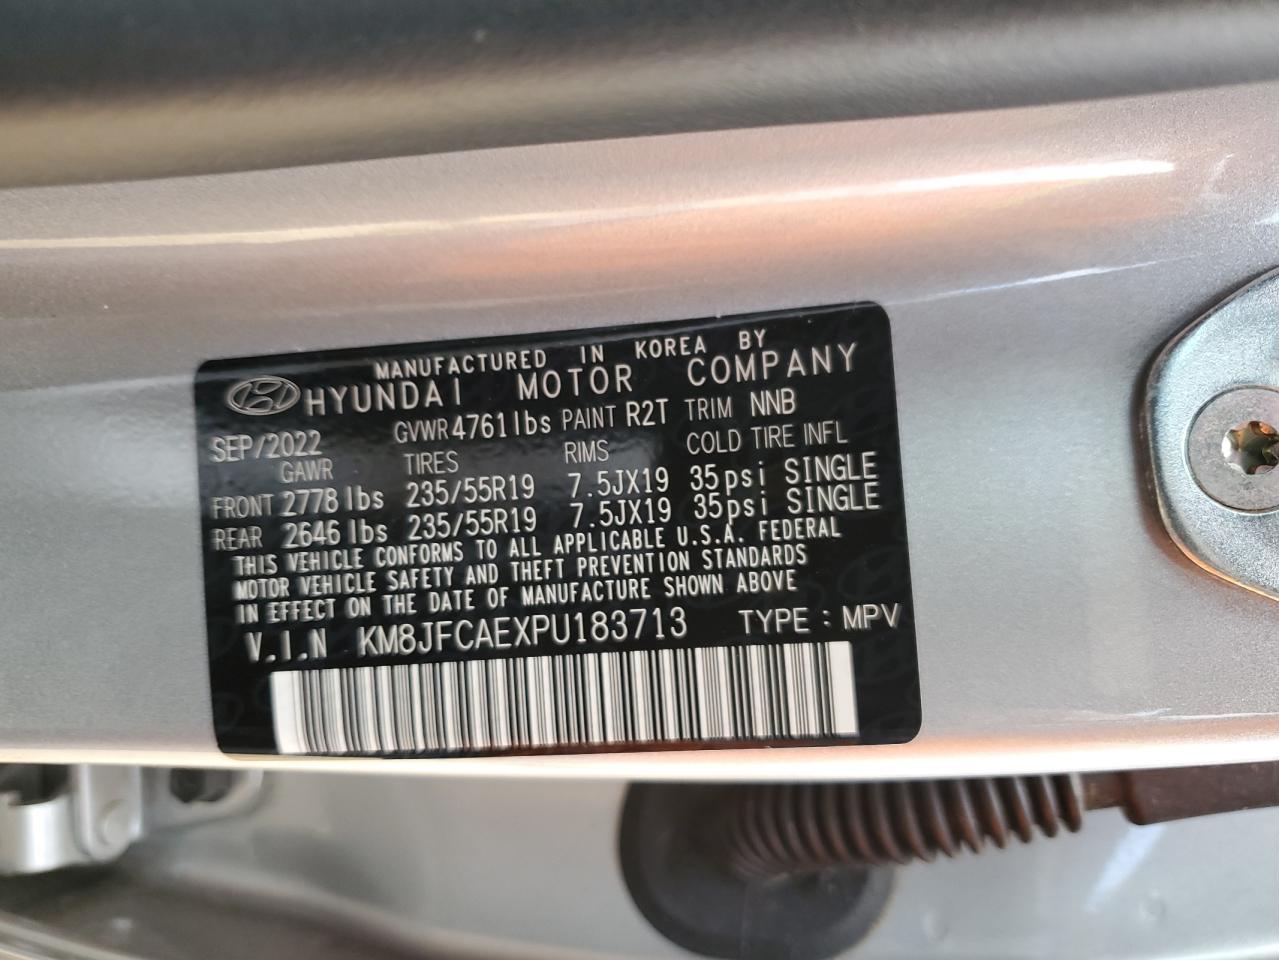 MANUFACTURED IN KOREA BY
HYUNDAI MOTOR COMPANY
SEP/2022 GVWR 4761lbs PAINT R2T TRIM NNB
GAWR TIRES RIMS COLD TIRE INFL
FRONT 2778 lbs 235/55R19 7.5JX19 35psi SINGLE
REAR 2646 lbs 235/55R19 7.5JX19 35psi SINGLE
THIS VEHICLE CONFORMS TO ALL APPLICABLE U.S.A. FEDERAL
MOTOR VEHICLE SAFETY AND THEFT PREVENTION STANDARDS
IN EFFECT ON THE DATE OF MANUFACTURE SHOWN ABOVE
V.I.N KM8JFCAEXPU183713 TYPE : MPV